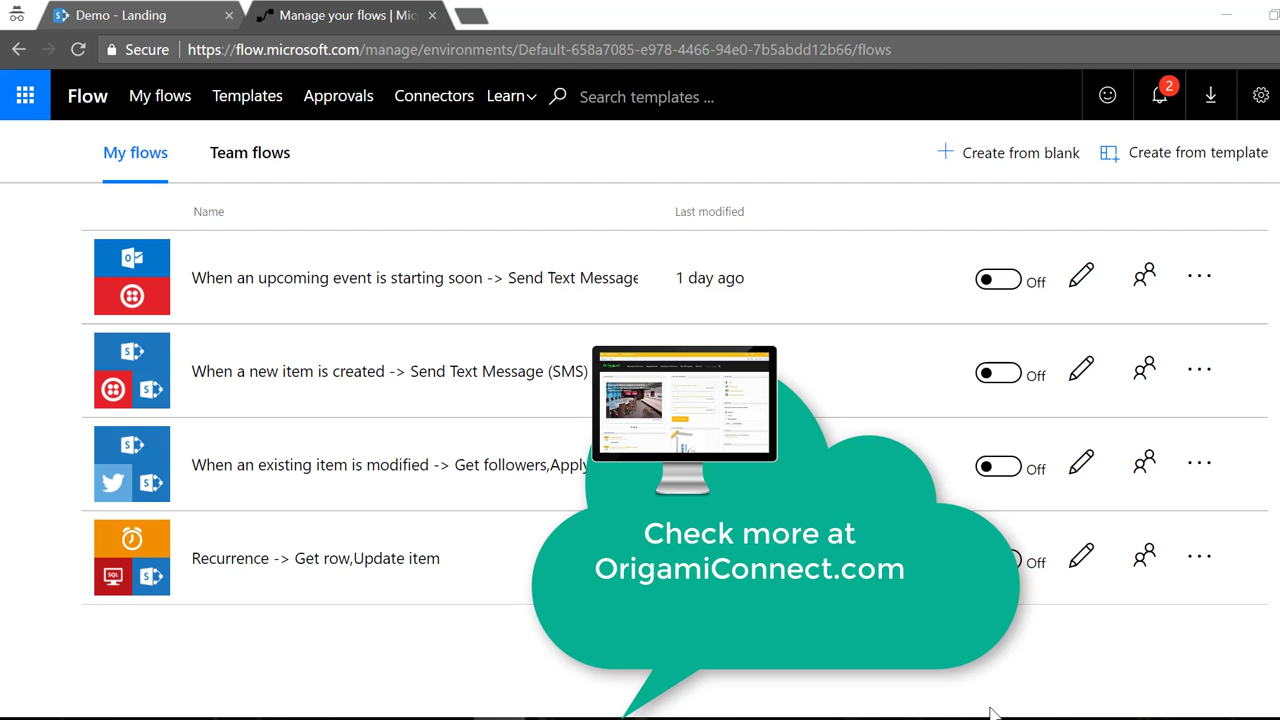 Demo - Landing
Manage your flows | Mic
Secure
https://flow.microsoft.com/manage/environments/Default-658a7085-e978-4466-94e0-7b5abdd12b66/flows
Flow My flows Templates Approvals Connectors Learn Search templates ... 2
My flows Team flows Create from blank Create from template
Name Last modified
When an upcoming event is starting soon -> Send Text Message 1 day ago Off
When a new item is created -> Send Text Message (SMS) Off
When an existing item is modified -> Get followers,Apply Off
Recurrence -> Get row,Update item Off
SQL
Check more at
OrigamiConnect.com